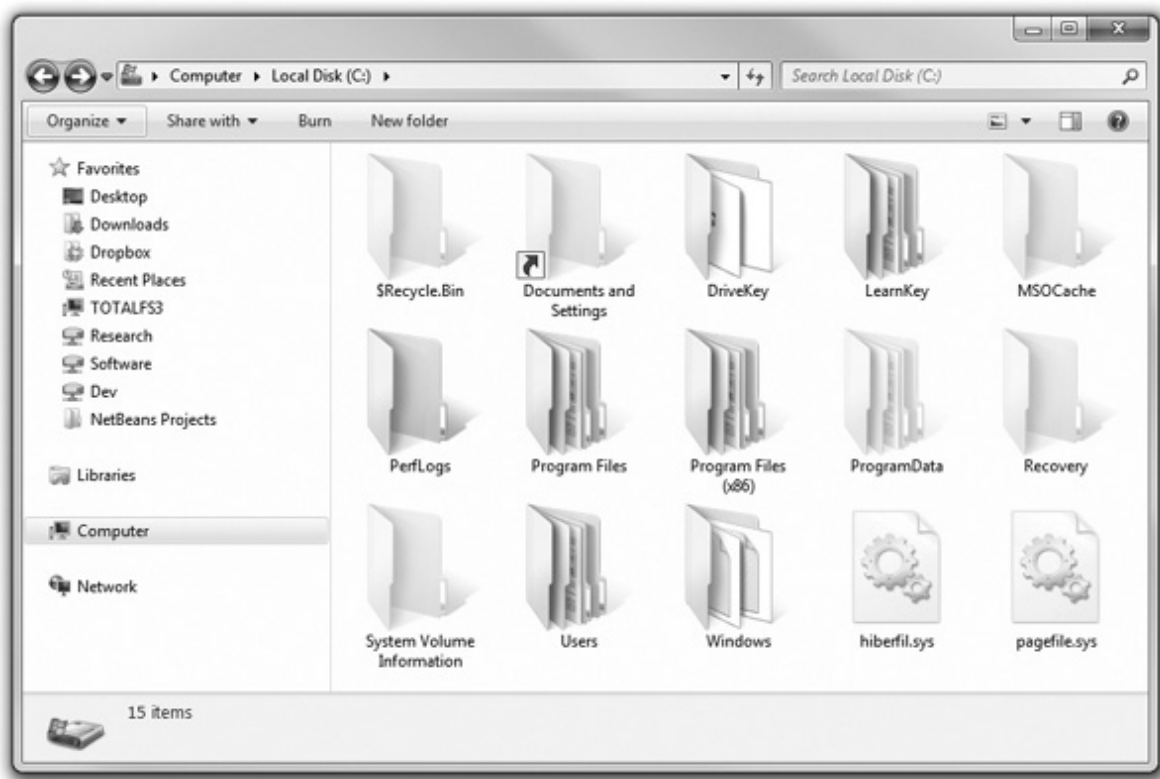 Computer
Local Disk (C:)
Search Local Disk (C:)
Organize
Share with
Burn
New folder
Favorites
Desktop
Downloads
Dropbox
Recent Places
TOTALFS3
Research
Software
Dev
NetBeans Projects
Libraries
Computer
Network
$Recycle.Bin
Documents and
Settings
DriveKey
LearnKey
MSOCache
PerfLogs
Program Files
Program Files
(x86)
ProgramData
Recovery
System Volume
Information
Users
Windows
hiberfil.sys
pagefile.sys
15 items